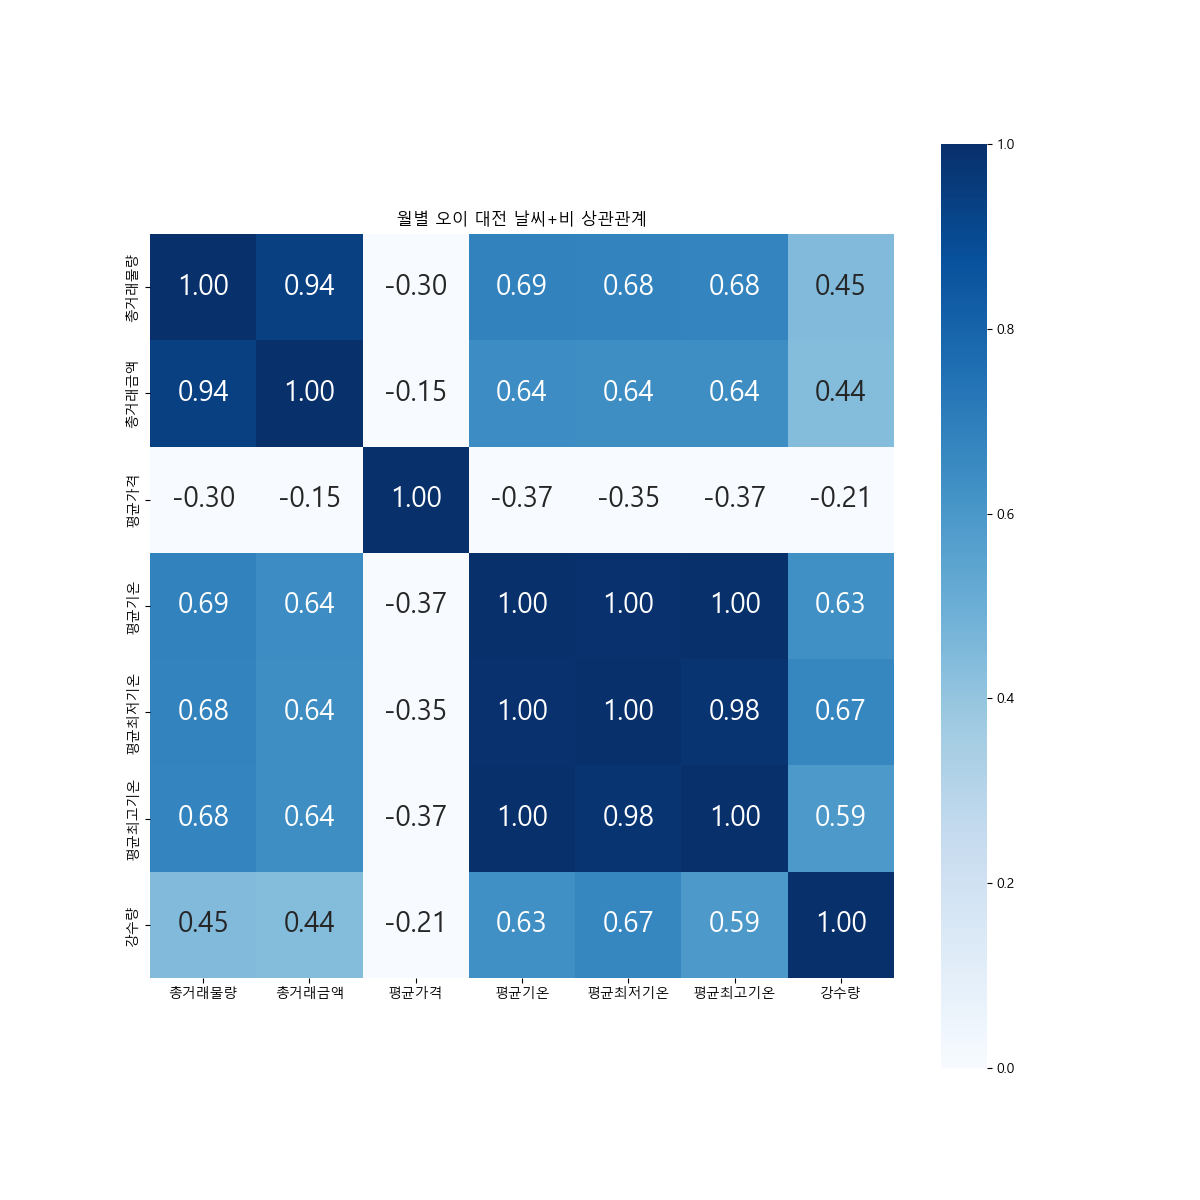 월별 오이 대전 날씨+비 상관관계
총거래물량 1.00 0.94 -0.30 0.69 0.68 0.68 0.45
총거래금액 0.94 1.00 -0.15 0.64 0.64 0.64 0.44
평균가격 -0.30 -0.15 1.00 -0.37 -0.35 -0.37 -0.21
평균기온 0.69 0.64 -0.37 1.00 1.00 1.00 0.63
평균최저기온 0.68 0.64 -0.35 1.00 1.00 0.98 0.67
평균최고기온 0.68 0.64 -0.37 1.00 0.98 1.00 0.59
강수량 0.45 0.44 -0.21 0.63 0.67 0.59 1.00
총거래물량 총거래금액 평균가격 평균기온 평균최저기온 평균최고기온 강수량
1.0
0.8
0.6
0.4
0.2
0.0